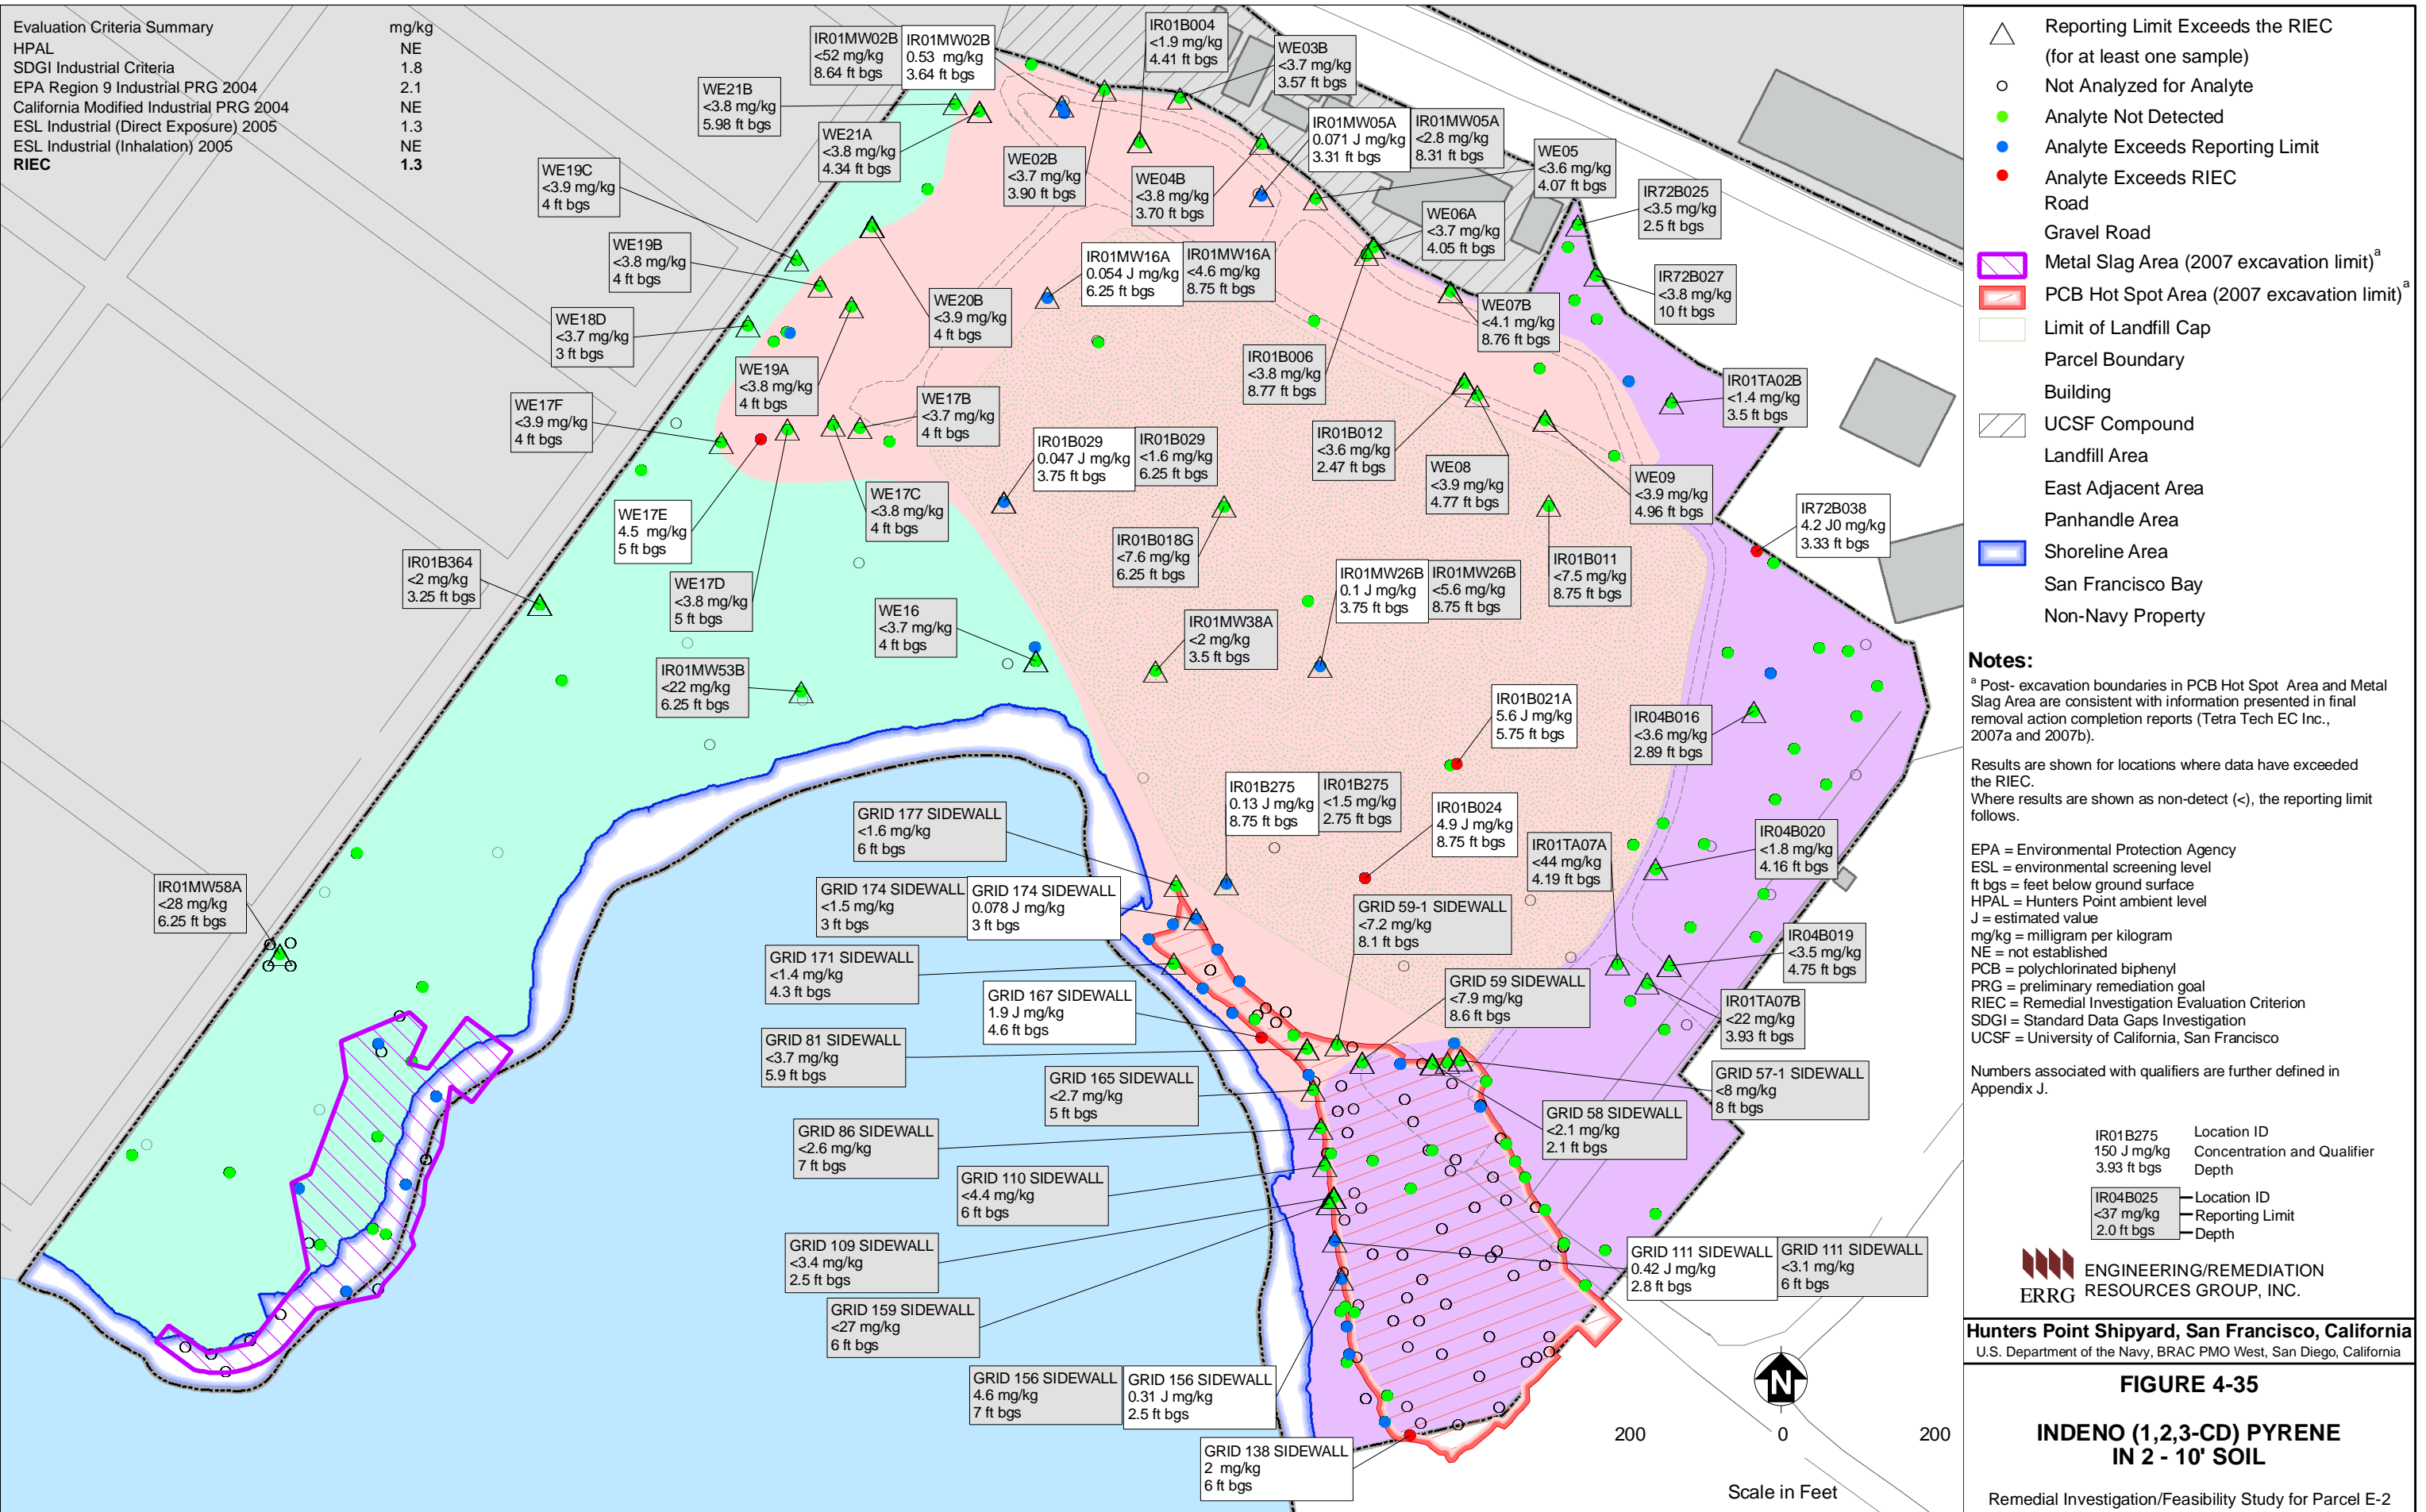 Evaluation Criteria Summary mg/kg
HPAL NE
SDGI Industrial Criteria 1.8
EPA Region 9 Industrial PRG 2004 2.1
California Modified Industrial PRG 2004 NE
ESL Industrial (Direct Exposure) 2005 1.3
ESL Industrial (Inhalation) 2005 NE
RIEC 1.3
IR01MW02B
<52 mg/kg
8.64 ft bgs
IR01MW02B
0.53 mg/kg
3.64 ft bgs
IR01B004
<1.9 mg/kg
4.41 ft bgs
WE03B
<3.7 mg/kg
3.57 ft bgs
WE21B
<3.8 mg/kg
5.98 ft bgs
WE21A
<3.8 mg/kg
4.34 ft bgs
WE02B
<3.7 mg/kg
3.90 ft bgs
WE04B
<3.8 mg/kg
3.70 ft bgs
IR01MW05A
0.071 J mg/kg
3.31 ft bgs
IR01MW05A
<2.8 mg/kg
8.31 ft bgs
WE05
<3.6 mg/kg
4.07 ft bgs
IR72B025
<3.5 mg/kg
2.5 ft bgs
WE19C
<3.9 mg/kg
4 ft bgs
WE19B
<3.8 mg/kg
4 ft bgs
WE06A
<3.7 mg/kg
4.05 ft bgs
IR01MW16A
0.054 J mg/kg
6.25 ft bgs
IR01MW16A
<4.6 mg/kg
8.75 ft bgs
IR72B027
<3.8 mg/kg
10 ft bgs
WE18D
<3.7 mg/kg
3 ft bgs
WE20B
<3.9 mg/kg
4 ft bgs
WE07B
<4.1 mg/kg
8.76 ft bgs
IR01B006
<3.8 mg/kg
8.77 ft bgs
WE19A
<3.8 mg/kg
4 ft bgs
IR01TA02B
<1.4 mg/kg
3.5 ft bgs
WE17F
<3.9 mg/kg
4 ft bgs
WE17B
<3.7 mg/kg
4 ft bgs
IR01B029
0.047 J mg/kg
3.75 ft bgs
IR01B029
<1.6 mg/kg
6.25 ft bgs
IR01B012
<3.6 mg/kg
2.47 ft bgs
WE08
<3.9 mg/kg
4.77 ft bgs
WE09
<3.9 mg/kg
4.96 ft bgs
WE17E
4.5 mg/kg
5 ft bgs
WE17C
<3.8 mg/kg
4 ft bgs
IR72B038
4.2 J0 mg/kg
3.33 ft bgs
IR01B018G
<7.6 mg/kg
6.25 ft bgs
IR01B011
<7.5 mg/kg
8.75 ft bgs
IR01B364
<2 mg/kg
3.25 ft bgs
WE17D
<3.8 mg/kg
5 ft bgs
IR01MW26B
0.1 J mg/kg
3.75 ft bgs
IR01MW26B
<5.6 mg/kg
8.75 ft bgs
WE16
<3.7 mg/kg
4 ft bgs
IR01MW38A
<2 mg/kg
3.5 ft bgs
IR01MW53B
<22 mg/kg
6.25 ft bgs
IR01B021A
5.6 J mg/kg
5.75 ft bgs
IR04B016
<3.6 mg/kg
2.89 ft bgs
IR01B275
0.13 J mg/kg
8.75 ft bgs
IR01B275
<1.5 mg/kg
2.75 ft bgs
IR01B024
4.9 J mg/kg
8.75 ft bgs
GRID 177 SIDEWALL
<1.6 mg/kg
6 ft bgs
IR01TA07A
<44 mg/kg
4.19 ft bgs
IR04B020
<1.8 mg/kg
4.16 ft bgs
IR01MW58A
<28 mg/kg
6.25 ft bgs
GRID 174 SIDEWALL
<1.5 mg/kg
3 ft bgs
GRID 174 SIDEWALL
0.078 J mg/kg
3 ft bgs
GRID 59-1 SIDEWALL
<7.2 mg/kg
8.1 ft bgs
IR04B019
<3.5 mg/kg
4.75 ft bgs
GRID 171 SIDEWALL
<1.4 mg/kg
4.3 ft bgs
GRID 59 SIDEWALL
<7.9 mg/kg
8.6 ft bgs
GRID 167 SIDEWALL
1.9 J mg/kg
4.6 ft bgs
IR01TA07B
<22 mg/kg
3.93 ft bgs
GRID 81 SIDEWALL
<3.7 mg/kg
5.9 ft bgs
GRID 165 SIDEWALL
<2.7 mg/kg
5 ft bgs
GRID 57-1 SIDEWALL
<8 mg/kg
8 ft bgs
GRID 58 SIDEWALL
<2.1 mg/kg
2.1 ft bgs
GRID 86 SIDEWALL
<2.6 mg/kg
7 ft bgs
GRID 110 SIDEWALL
<4.4 mg/kg
6 ft bgs
GRID 109 SIDEWALL
<3.4 mg/kg
2.5 ft bgs
GRID 111 SIDEWALL
0.42 J mg/kg
2.8 ft bgs
GRID 111 SIDEWALL
<3.1 mg/kg
6 ft bgs
GRID 159 SIDEWALL
<27 mg/kg
6 ft bgs
GRID 156 SIDEWALL
4.6 mg/kg
7 ft bgs
GRID 156 SIDEWALL
0.31 J mg/kg
2.5 ft bgs
GRID 138 SIDEWALL
2 mg/kg
6 ft bgs
N
200 0 200
Scale in Feet
Reporting Limit Exceeds the RIEC
(for at least one sample)
Not Analyzed for Analyte
Analyte Not Detected
Analyte Exceeds Reporting Limit
Analyte Exceeds RIEC
Road
Gravel Road
Metal Slag Area (2007 excavation limit)a
PCB Hot Spot Area (2007 excavation limit)a
Limit of Landfill Cap
Parcel Boundary
Building
UCSF Compound
Landfill Area
East Adjacent Area
Panhandle Area
Shoreline Area
San Francisco Bay
Non-Navy Property
Notes:
a Post- excavation boundaries in PCB Hot Spot Area and Metal
Slag Area are consistent with information presented in final
removal action completion reports (Tetra Tech EC Inc.,
2007a and 2007b).
Results are shown for locations where data have exceeded
the RIEC.
Where results are shown as non-detect (<), the reporting limit
follows.
EPA = Environmental Protection Agency
ESL = environmental screening level
ft bgs = feet below ground surface
HPAL = Hunters Point ambient level
J = estimated value
mg/kg = milligram per kilogram
NE = not established
PCB = polychlorinated biphenyl
PRG = preliminary remediation goal
RIEC = Remedial Investigation Evaluation Criterion
SDGI = Standard Data Gaps Investigation
UCSF = University of California, San Francisco
Numbers associated with qualifiers are further defined in
Appendix J.
IR01B275 Location ID
150 J mg/kg Concentration and Qualifier
3.93 ft bgs Depth
IR04B025 Location ID
<37 mg/kg Reporting Limit
2.0 ft bgs Depth
ERRG
ENGINEERING/REMEDIATION
RESOURCES GROUP, INC.
Hunters Point Shipyard, San Francisco, California
U.S. Department of the Navy, BRAC PMO West, San Diego, California
FIGURE 4-35
INDENO (1,2,3-CD) PYRENE
IN 2 - 10' SOIL
Remedial Investigation/Feasibility Study for Parcel E-2